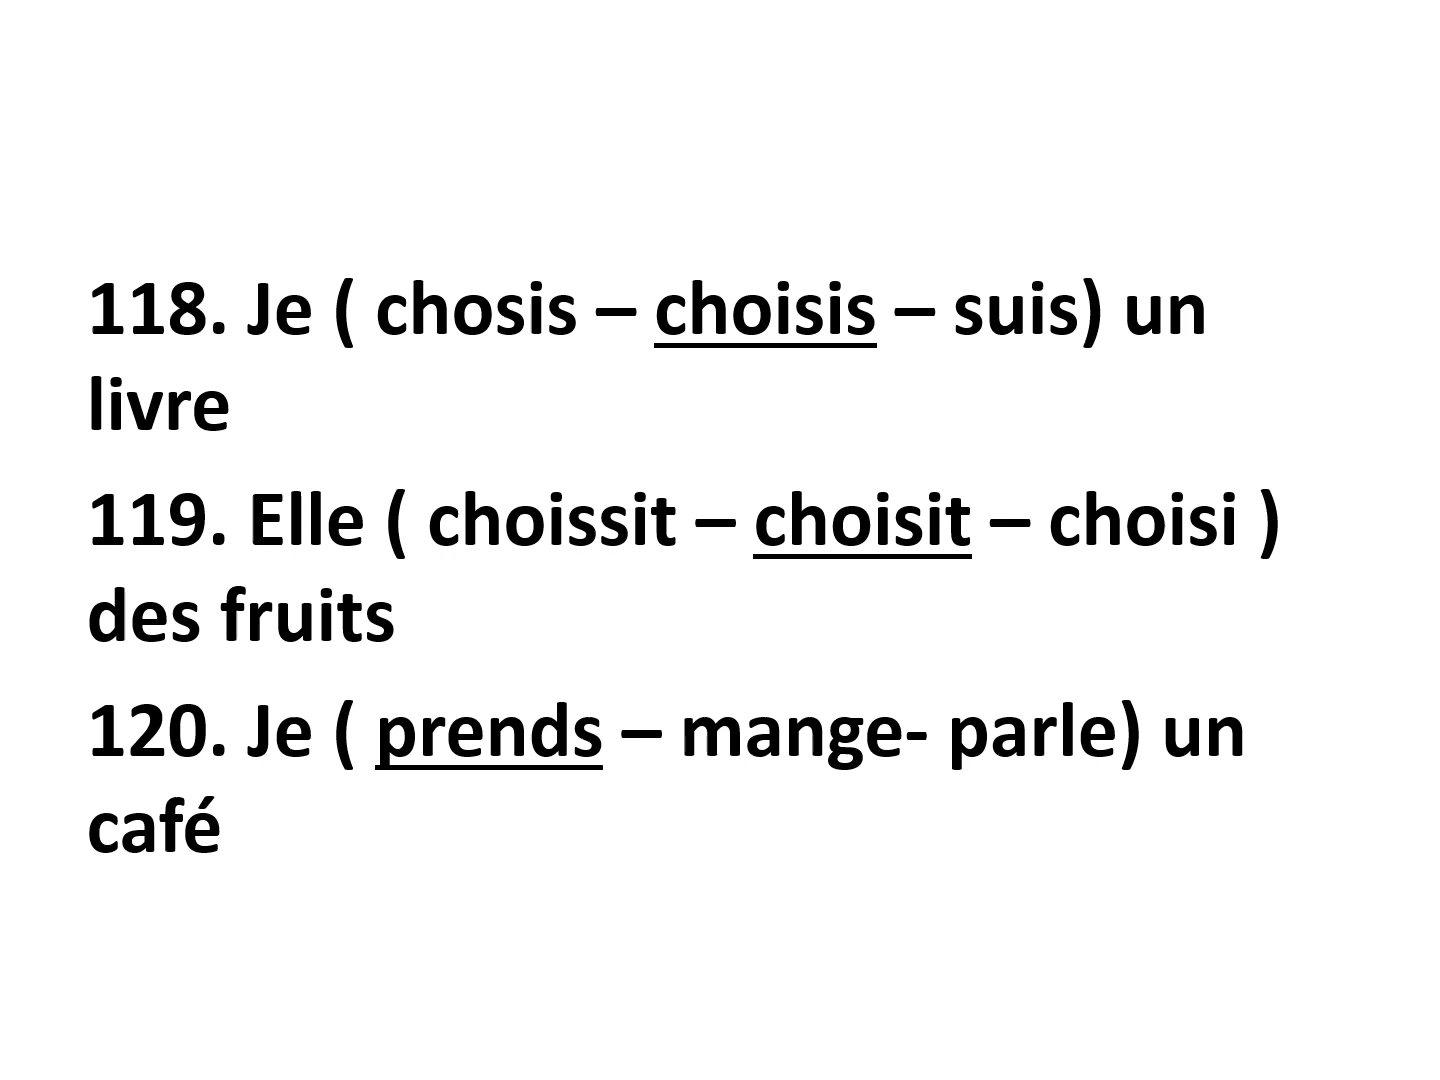 118. Je ( chosis – choisis – suis) un
livre
119. Elle ( choissit – choisit – choisi )
des fruits
120. Je ( prends – mange- parle) un
café